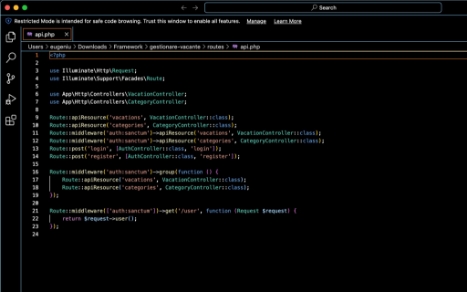 Search
Restricted Mode is intended for safe code browsing. Trust this window to enable all features. Manage Learn More
api.php ×
Users > eugeniu > Downloads > Framework > gestionare-vacante > routes > api.php
1 <?php
2
3 use Illuminate\Http\Request;
4 use Illuminate\Support\Facades\Route;
5
6 use App\Http\Controllers\VacationController;
7 use App\Http\Controllers\CategoryController;
8
9 Route::apiResource('vacations', VacationController::class);
10 Route::apiResource('categories', CategoryController::class);
11 Route::middleware('auth:sanctum')->apiResource('vacations', VacationController::class);
12 Route::middleware('auth:sanctum')->apiResource('categories', CategoryController::class);
13 Route::post('login', [AuthController::class, 'login']);
14 Route::post('register', [AuthController::class, 'register']);
15
16 Route::middleware('auth:sanctum')->group(function () {
17 Route::apiResource('vacations', VacationController::class);
18 Route::apiResource('categories', CategoryController::class);
19 });
20
21 Route::middleware(['auth:sanctum'])->get('/user', function (Request $request) {
22 return $request->user();
23 });
24